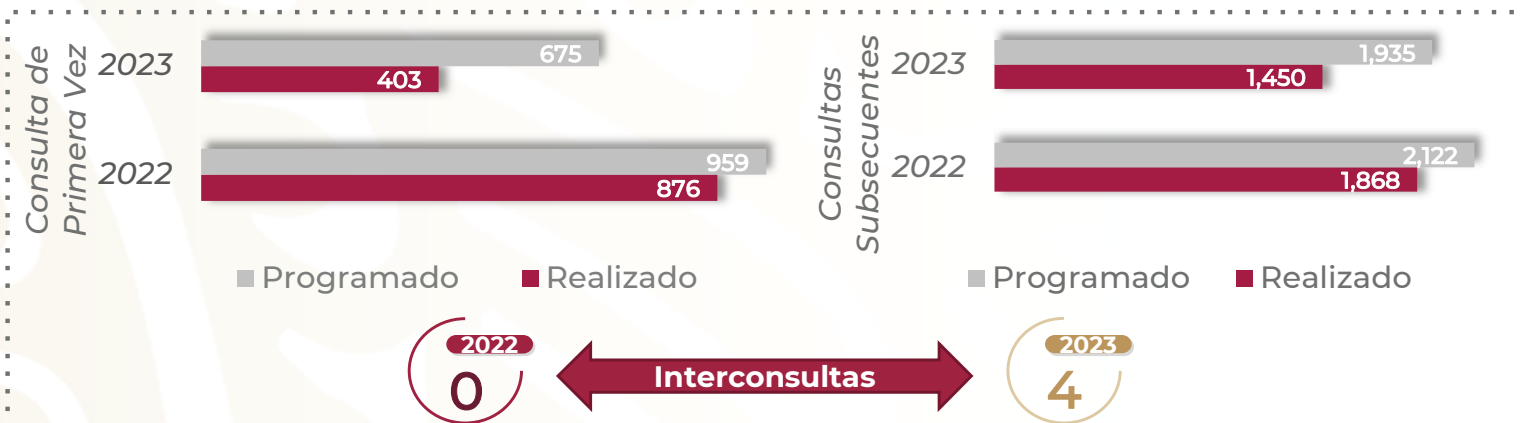 Consulta de
Primera Vez
2023
675
403
2022
959
876
Programado
Realizado
Consultas
Subsecuentes
2023
1,935
1,450
2022
2,122
1,868
Programado
Realizado
2022
0
Interconsultas
2023
4